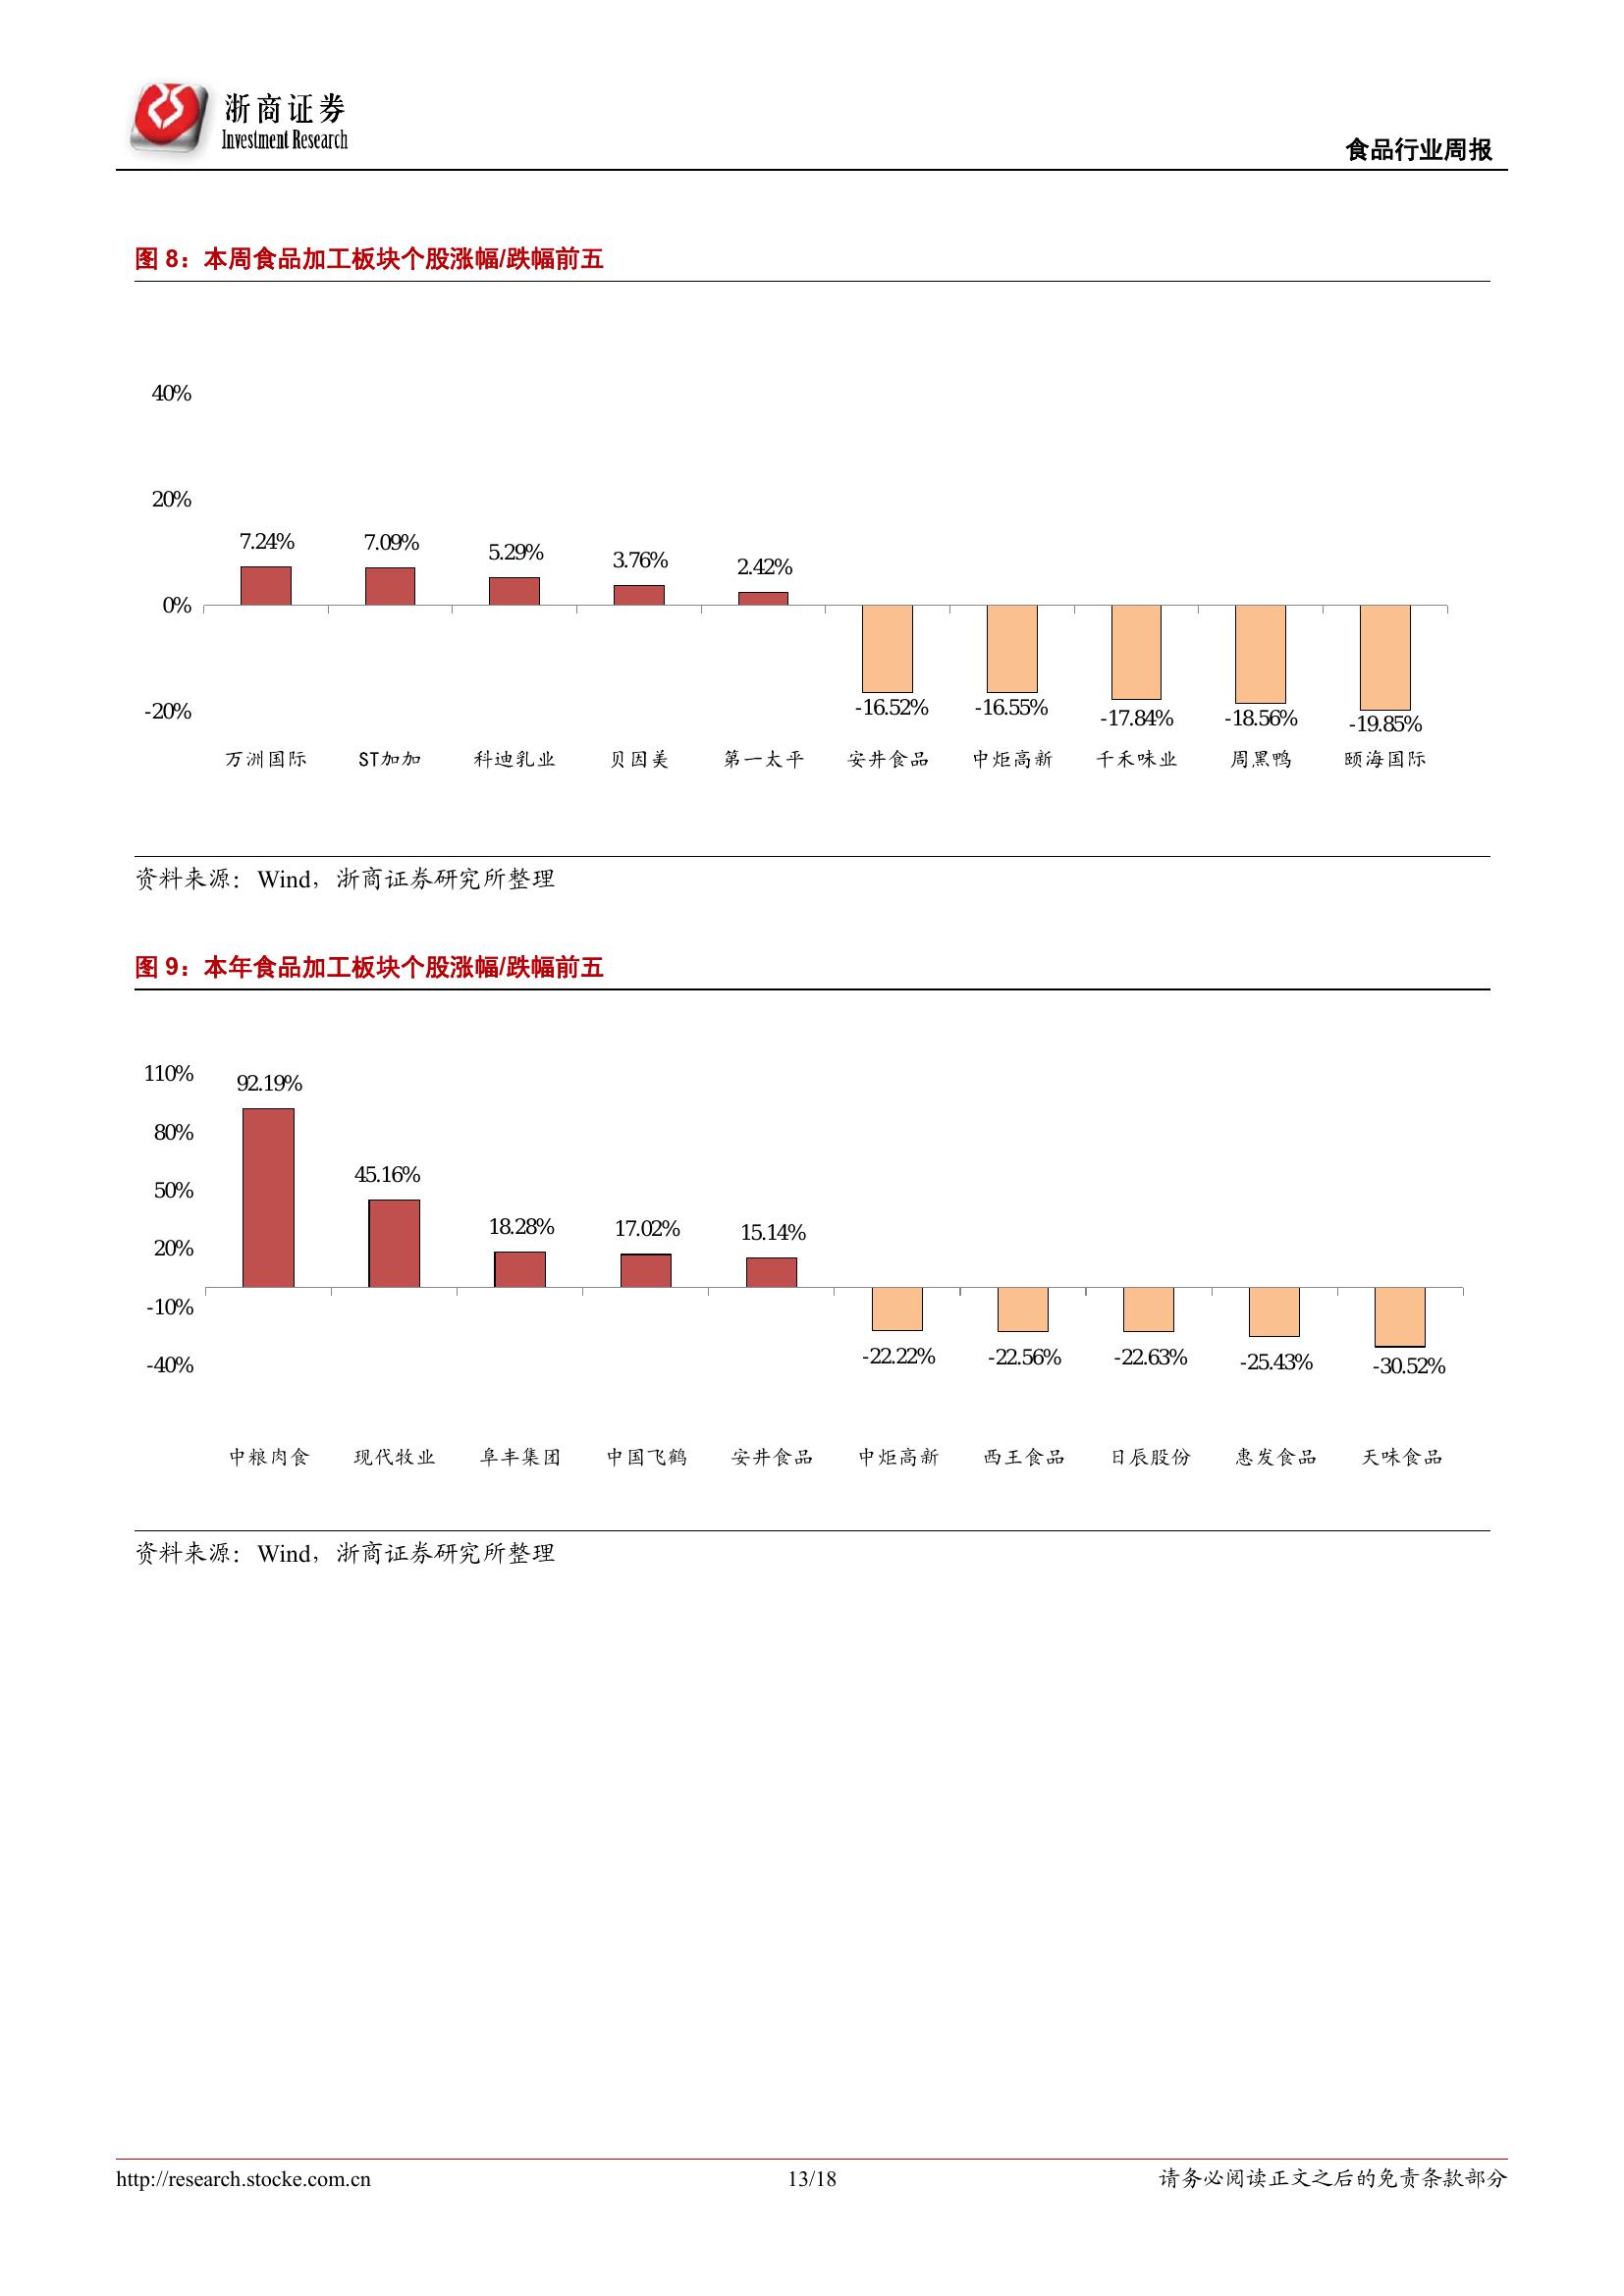 浙商证券
Investment Research
食品行业周报
图 8：本周食品加工板块个股涨幅/跌幅前五
40%
20%
0%
-20%
7.24% 7.09% 5.29% 3.76% 2.42% -16.52% -16.55% -17.84% -18.56% -19.85%
万洲国际 ST加加 科迪乳业 贝因美 第一太平 安井食品 中炬高新 千禾味业 周黑鸭 颐海国际
资料来源：Wind，浙商证券研究所整理
图 9：本年食品加工板块个股涨幅/跌幅前五
110%
80%
50%
20%
-10%
-40%
92.19% 45.16% 18.28% 17.02% 15.14% -22.22% -22.56% -22.63% -25.43% -30.52%
中粮肉食 现代牧业 阜丰集团 中国飞鹤 安井食品 中炬高新 西王食品 日辰股份 惠发食品 天味食品
资料来源：Wind，浙商证券研究所整理
http://research.stocke.com.cn 13/18 请务必阅读正文之后的免责条款部分